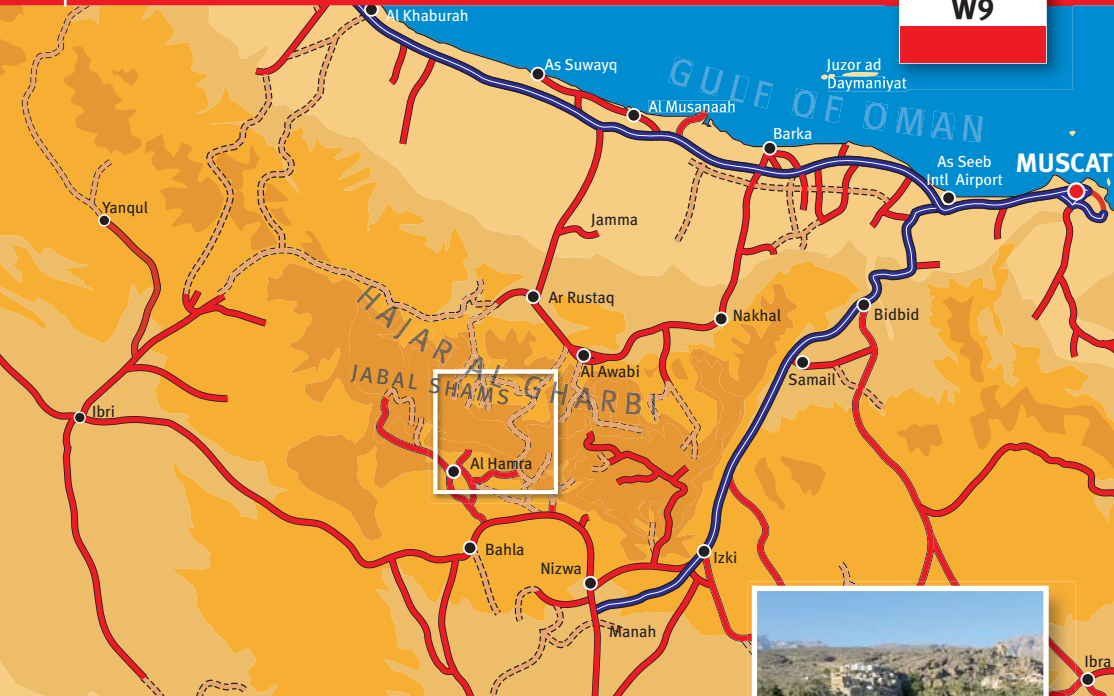 W9
Al Khaburah
As Suwayq
Al Musanaah
GULF OF OMAN
Juzor ad
Daymaniyat
Barka
As Seeb
Intl Airport
MUSCAT
Yanqul
Jamma
Ar Rustaq
HAJAR AL GHARBI
Nakhal
Bidbid
Al Awabi
Samail
JABAL SHAMS
Ibri
Al Hamra
Bahla
Nizwa
Izki
Manah
Ibra